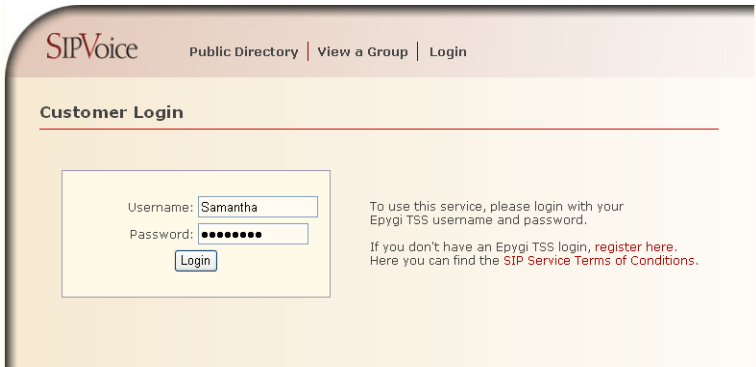 SIPVoice
Public Directory | View a Group | Login
Customer Login
Username: Samantha
Password: ●●●●●●●●
Login
To use this service, please login with your
Epygi TSS username and password.
If you don't have an Epygi TSS login, register here.
Here you can find the SIP Service Terms of Conditions.